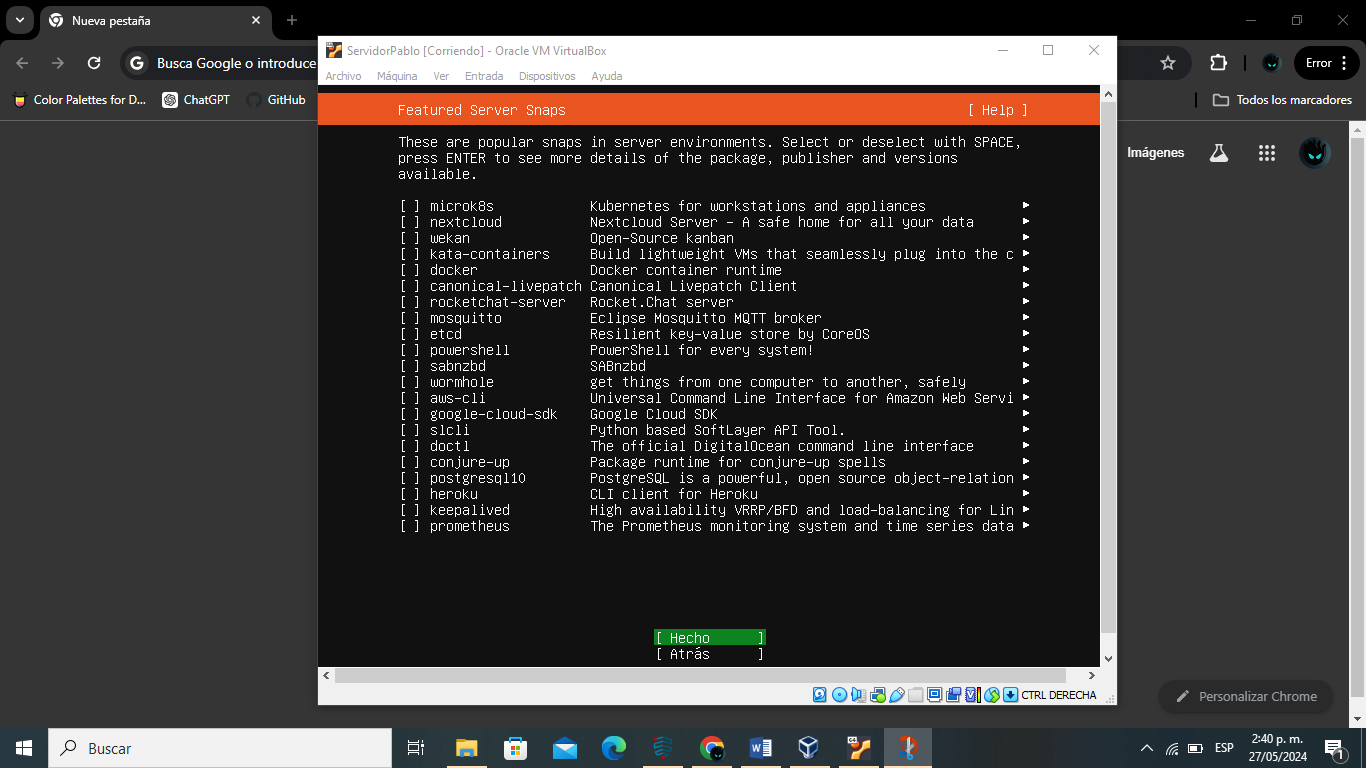 Nueva pestaña
Busca Google o introduce
Error
Color Palettes for D...
ChatGPT
GitHub
Todos los marcadores
Imágenes
ServidorPablo [Corriendo] - Oracle VM VirtualBox
Archivo Máquina Ver Entrada Dispositivos Ayuda
Featured Server Snaps [ Help ]
These are popular snaps in server environments. Select or deselect with SPACE,
press ENTER to see more details of the package, publisher and versions
available.
[ ] microk8s Kubernetes for workstations and appliances ▸
[ ] nextcloud Nextcloud Server - A safe home for all your data ▸
[ ] wekan Open-Source kanban ▸
[ ] kata-containers Build lightweight VMs that seamlessly plug into the c ▸
[ ] docker Docker container runtime ▸
[ ] canonical-livepatch Canonical Livepatch Client ▸
[ ] rocketchat-server Rocket.Chat server ▸
[ ] mosquitto Eclipse Mosquitto MQTT broker ▸
[ ] etcd Resilient key-value store by CoreOS ▸
[ ] powershell PowerShell for every system! ▸
[ ] sabnzbd SABnzbd ▸
[ ] wormhole get things from one computer to another, safely ▸
[ ] aws-cli Universal Command Line Interface for Amazon Web Servi ▸
[ ] google-cloud-sdk Google Cloud SDK ▸
[ ] slcli Python based SoftLayer API Tool. ▸
[ ] doctl The official DigitalOcean command line interface ▸
[ ] conjure-up Package runtime for conjure-up spells ▸
[ ] postgresql10 PostgreSQL is a powerful, open source object-relation ▸
[ ] heroku CLI client for Heroku ▸
[ ] keepalived High availability VRRP/BFD and load-balancing for Lin ▸
[ ] prometheus The Prometheus monitoring system and time series data ▸
[ Hecho ]
[ Atrás ]
CTRL DERECHA
Personalizar Chrome
Buscar
ESP
2:40 p. m.
27/05/2024
1